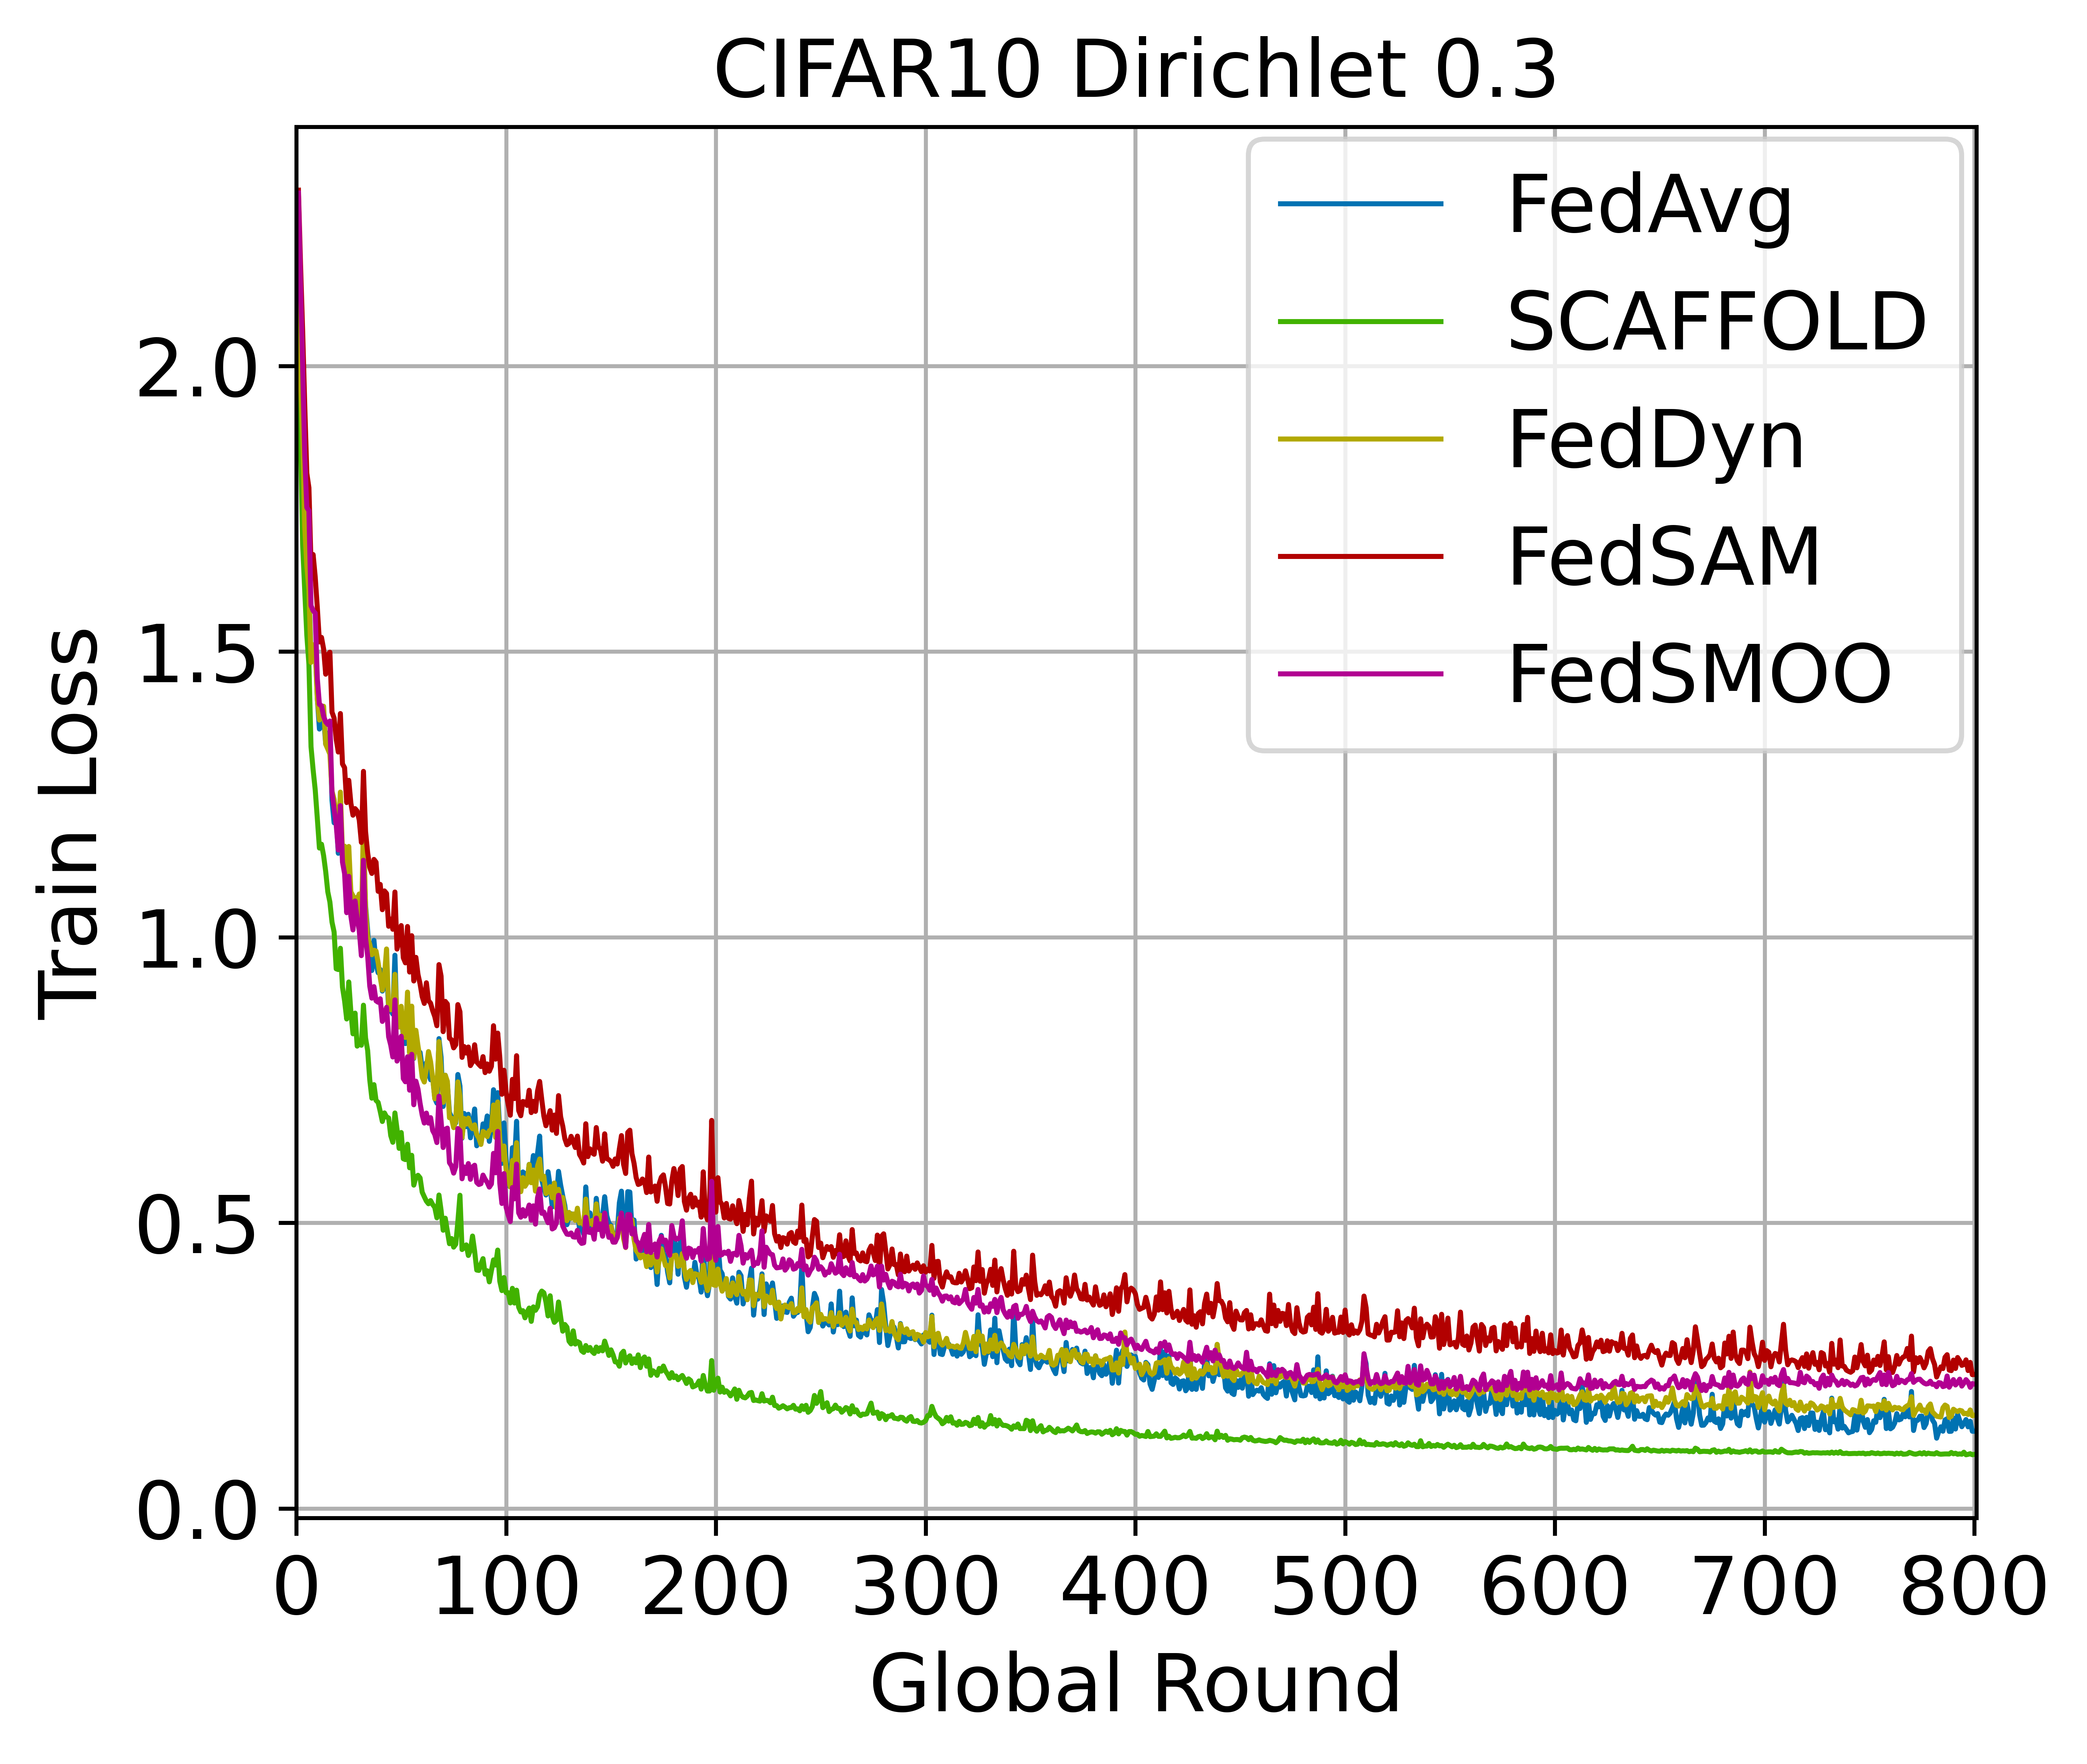 CIFAR10 Dirichlet 0.3
FedAvg
SCAFFOLD
FedDyn
FedSAM
FedSMOO
Train Loss
2.0
1.5
1.0
0.5
0.0
0 100 200 300 400 500 600 700 800
Global Round